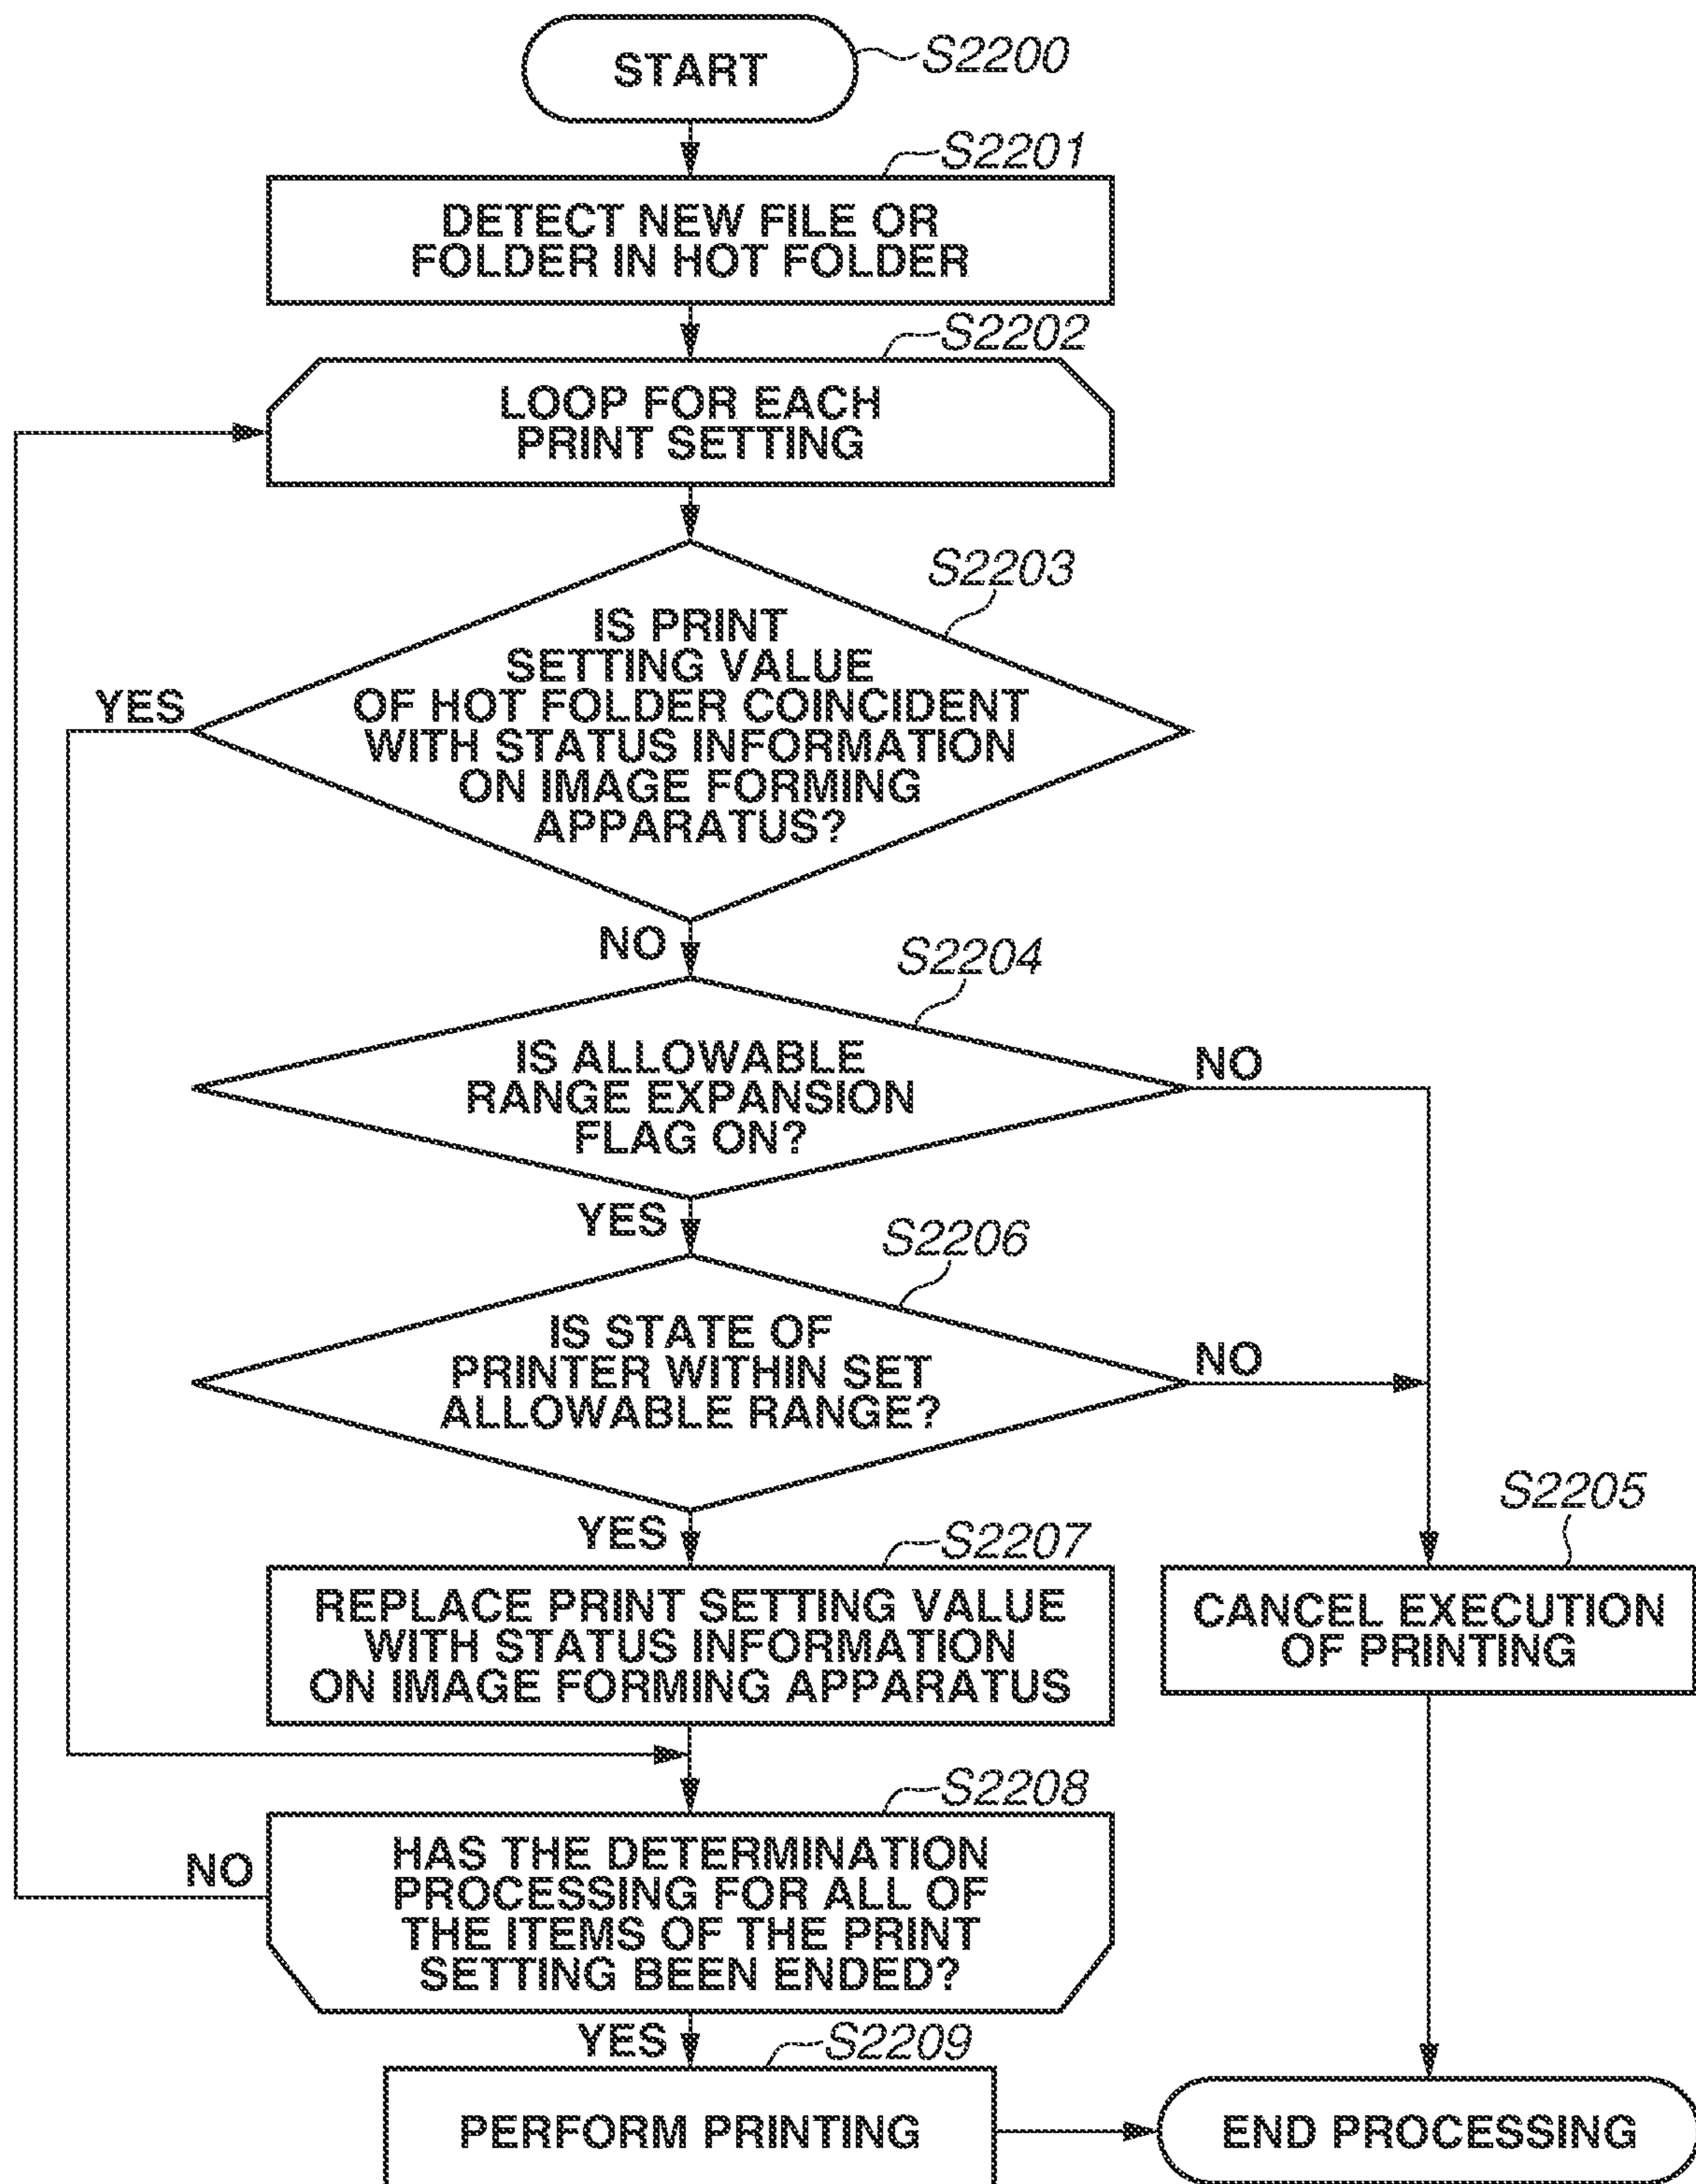 START
S2200
S2201
DETECT NEW FILE OR
FOLDER IN HOT FOLDER
S2202
LOOP FOR EACH
PRINT SETTING
S2203
IS PRINT
SETTING VALUE
OF HOT FOLDER COINCIDENT
WITH STATUS INFORMATION
ON IMAGE FORMING
APPARATUS?
YES
NO
S2204
IS ALLOWABLE
RANGE EXPANSION
FLAG ON?
NO
YES
S2206
IS STATE OF
PRINTER WITHIN SET
ALLOWABLE RANGE?
NO
YES
S2207
REPLACE PRINT SETTING VALUE
WITH STATUS INFORMATION
ON IMAGE FORMING APPARATUS
S2205
CANCEL EXECUTION
OF PRINTING
S2208
HAS THE DETERMINATION
PROCESSING FOR ALL OF
THE ITEMS OF THE PRINT
SETTING BEEN ENDED?
NO
YES
S2209
PERFORM PRINTING
END PROCESSING